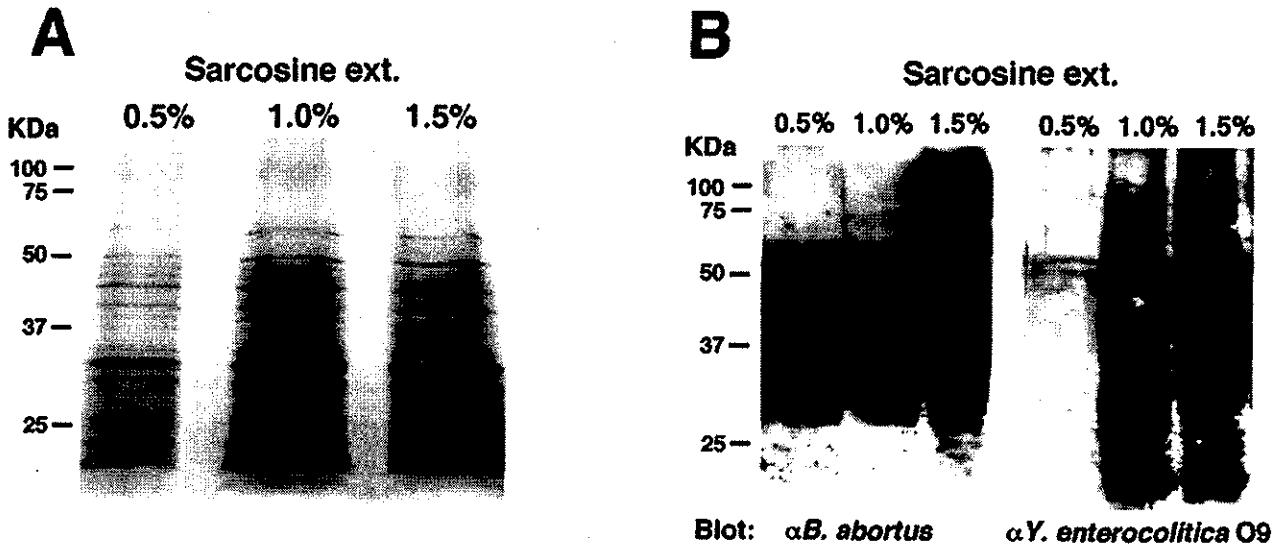 A
Sarcosine ext.
KDa
0.5% 1.0% 1.5%
100
75
50
37
25
B
Sarcosine ext.
0.5% 1.0% 1.5% 0.5% 1.0% 1.5%
KDa
100
75
50
37
25
Blot: αB. abortus αY. enterocolitica O9